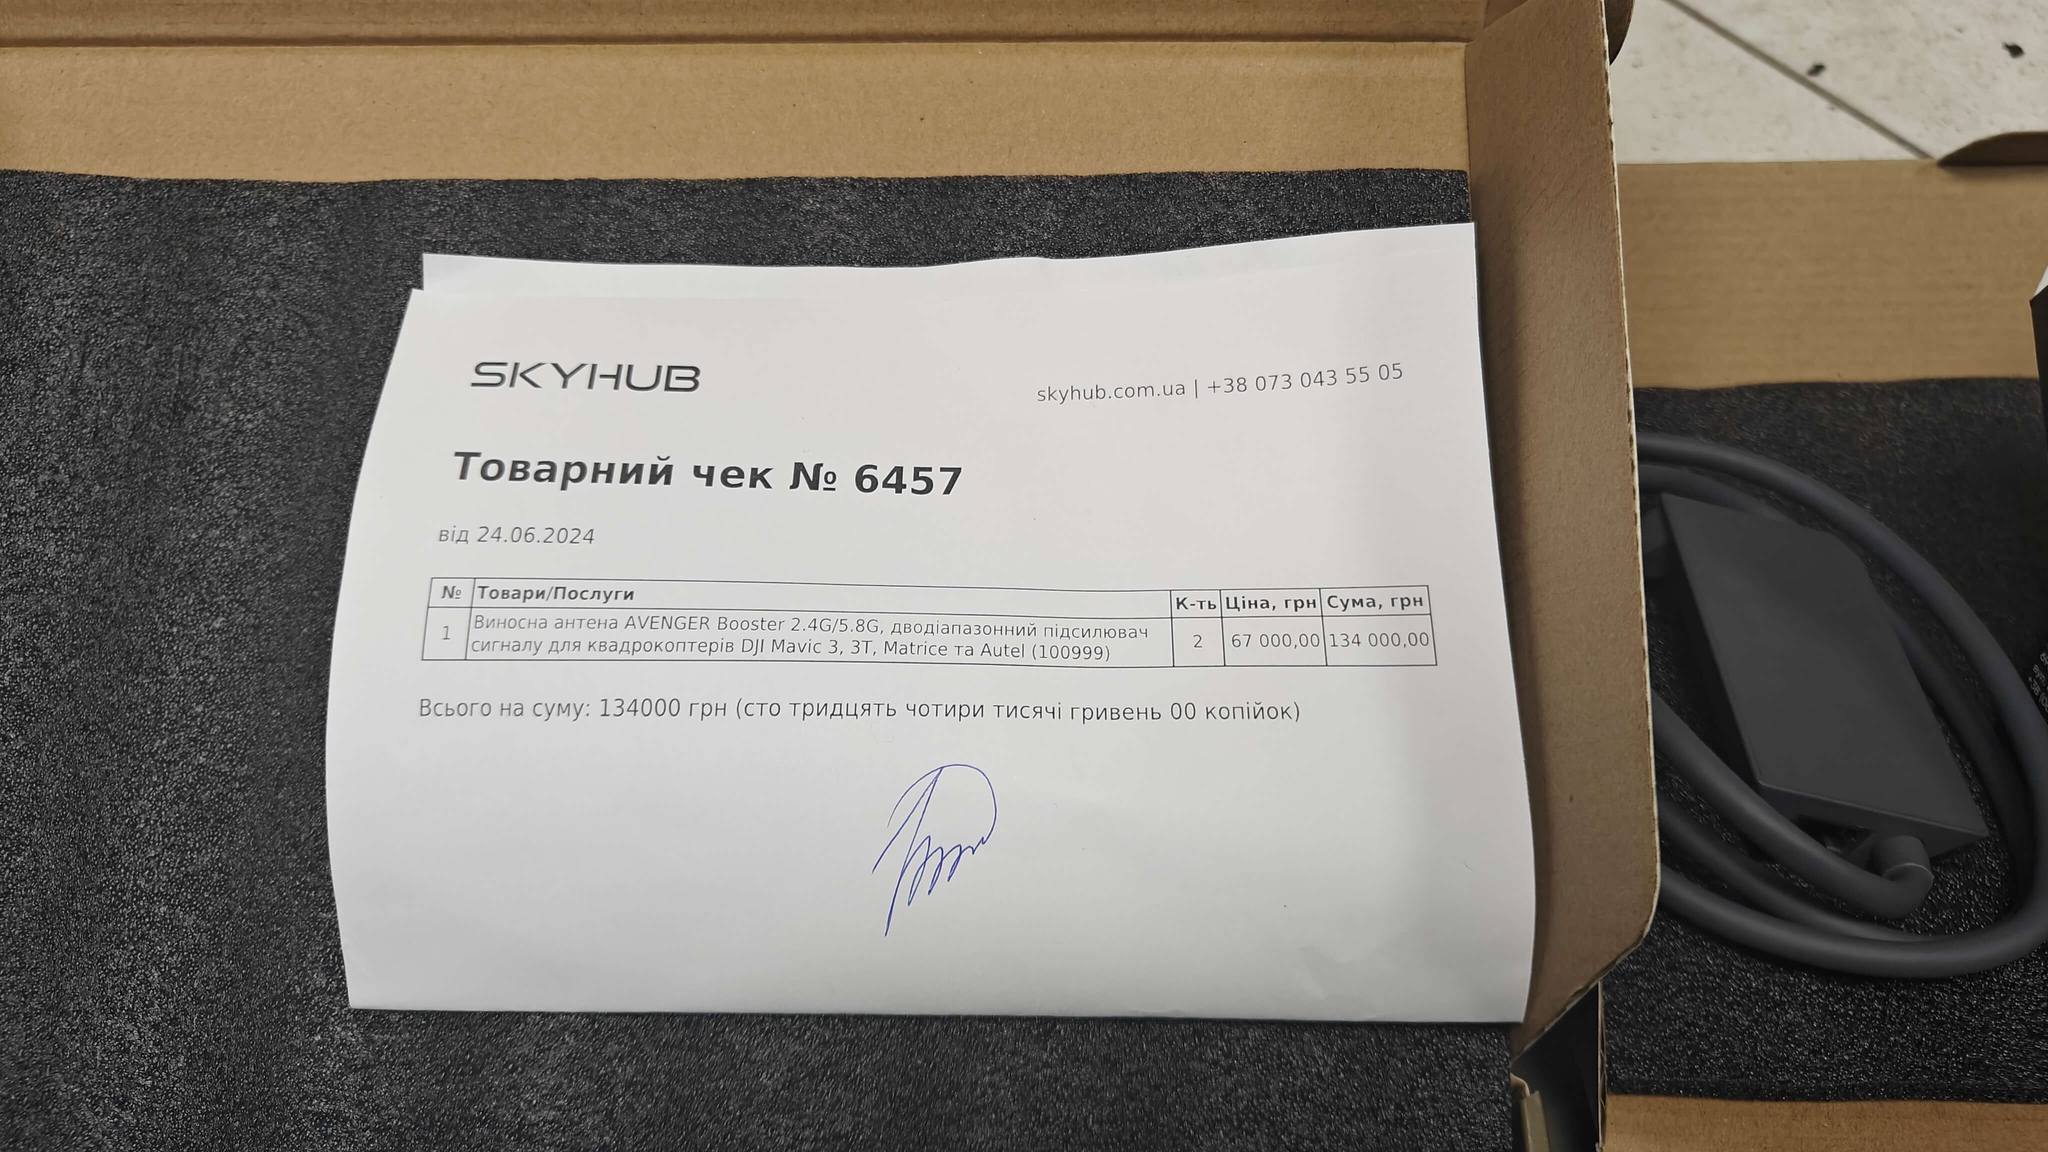 SKYHUB
skyhub.com.ua | +38 073 043 55 05
Товарний чек № 6457
від 24.06.2024
№ Товари/Послуги К-ть Ціна, грн Сума, грн
1 Виносна антена AVENGER Booster 2.4G/5.8G, дводіапазонний підсилювач
сигналу для квадрокоптерів DJI Mavic 3, 3T, Matrice та Autel (100999) 2 67 000,00 134 000,00
Всього на суму: 134000 грн (сто тридцять чотири тисячі гривень 00 копійок)